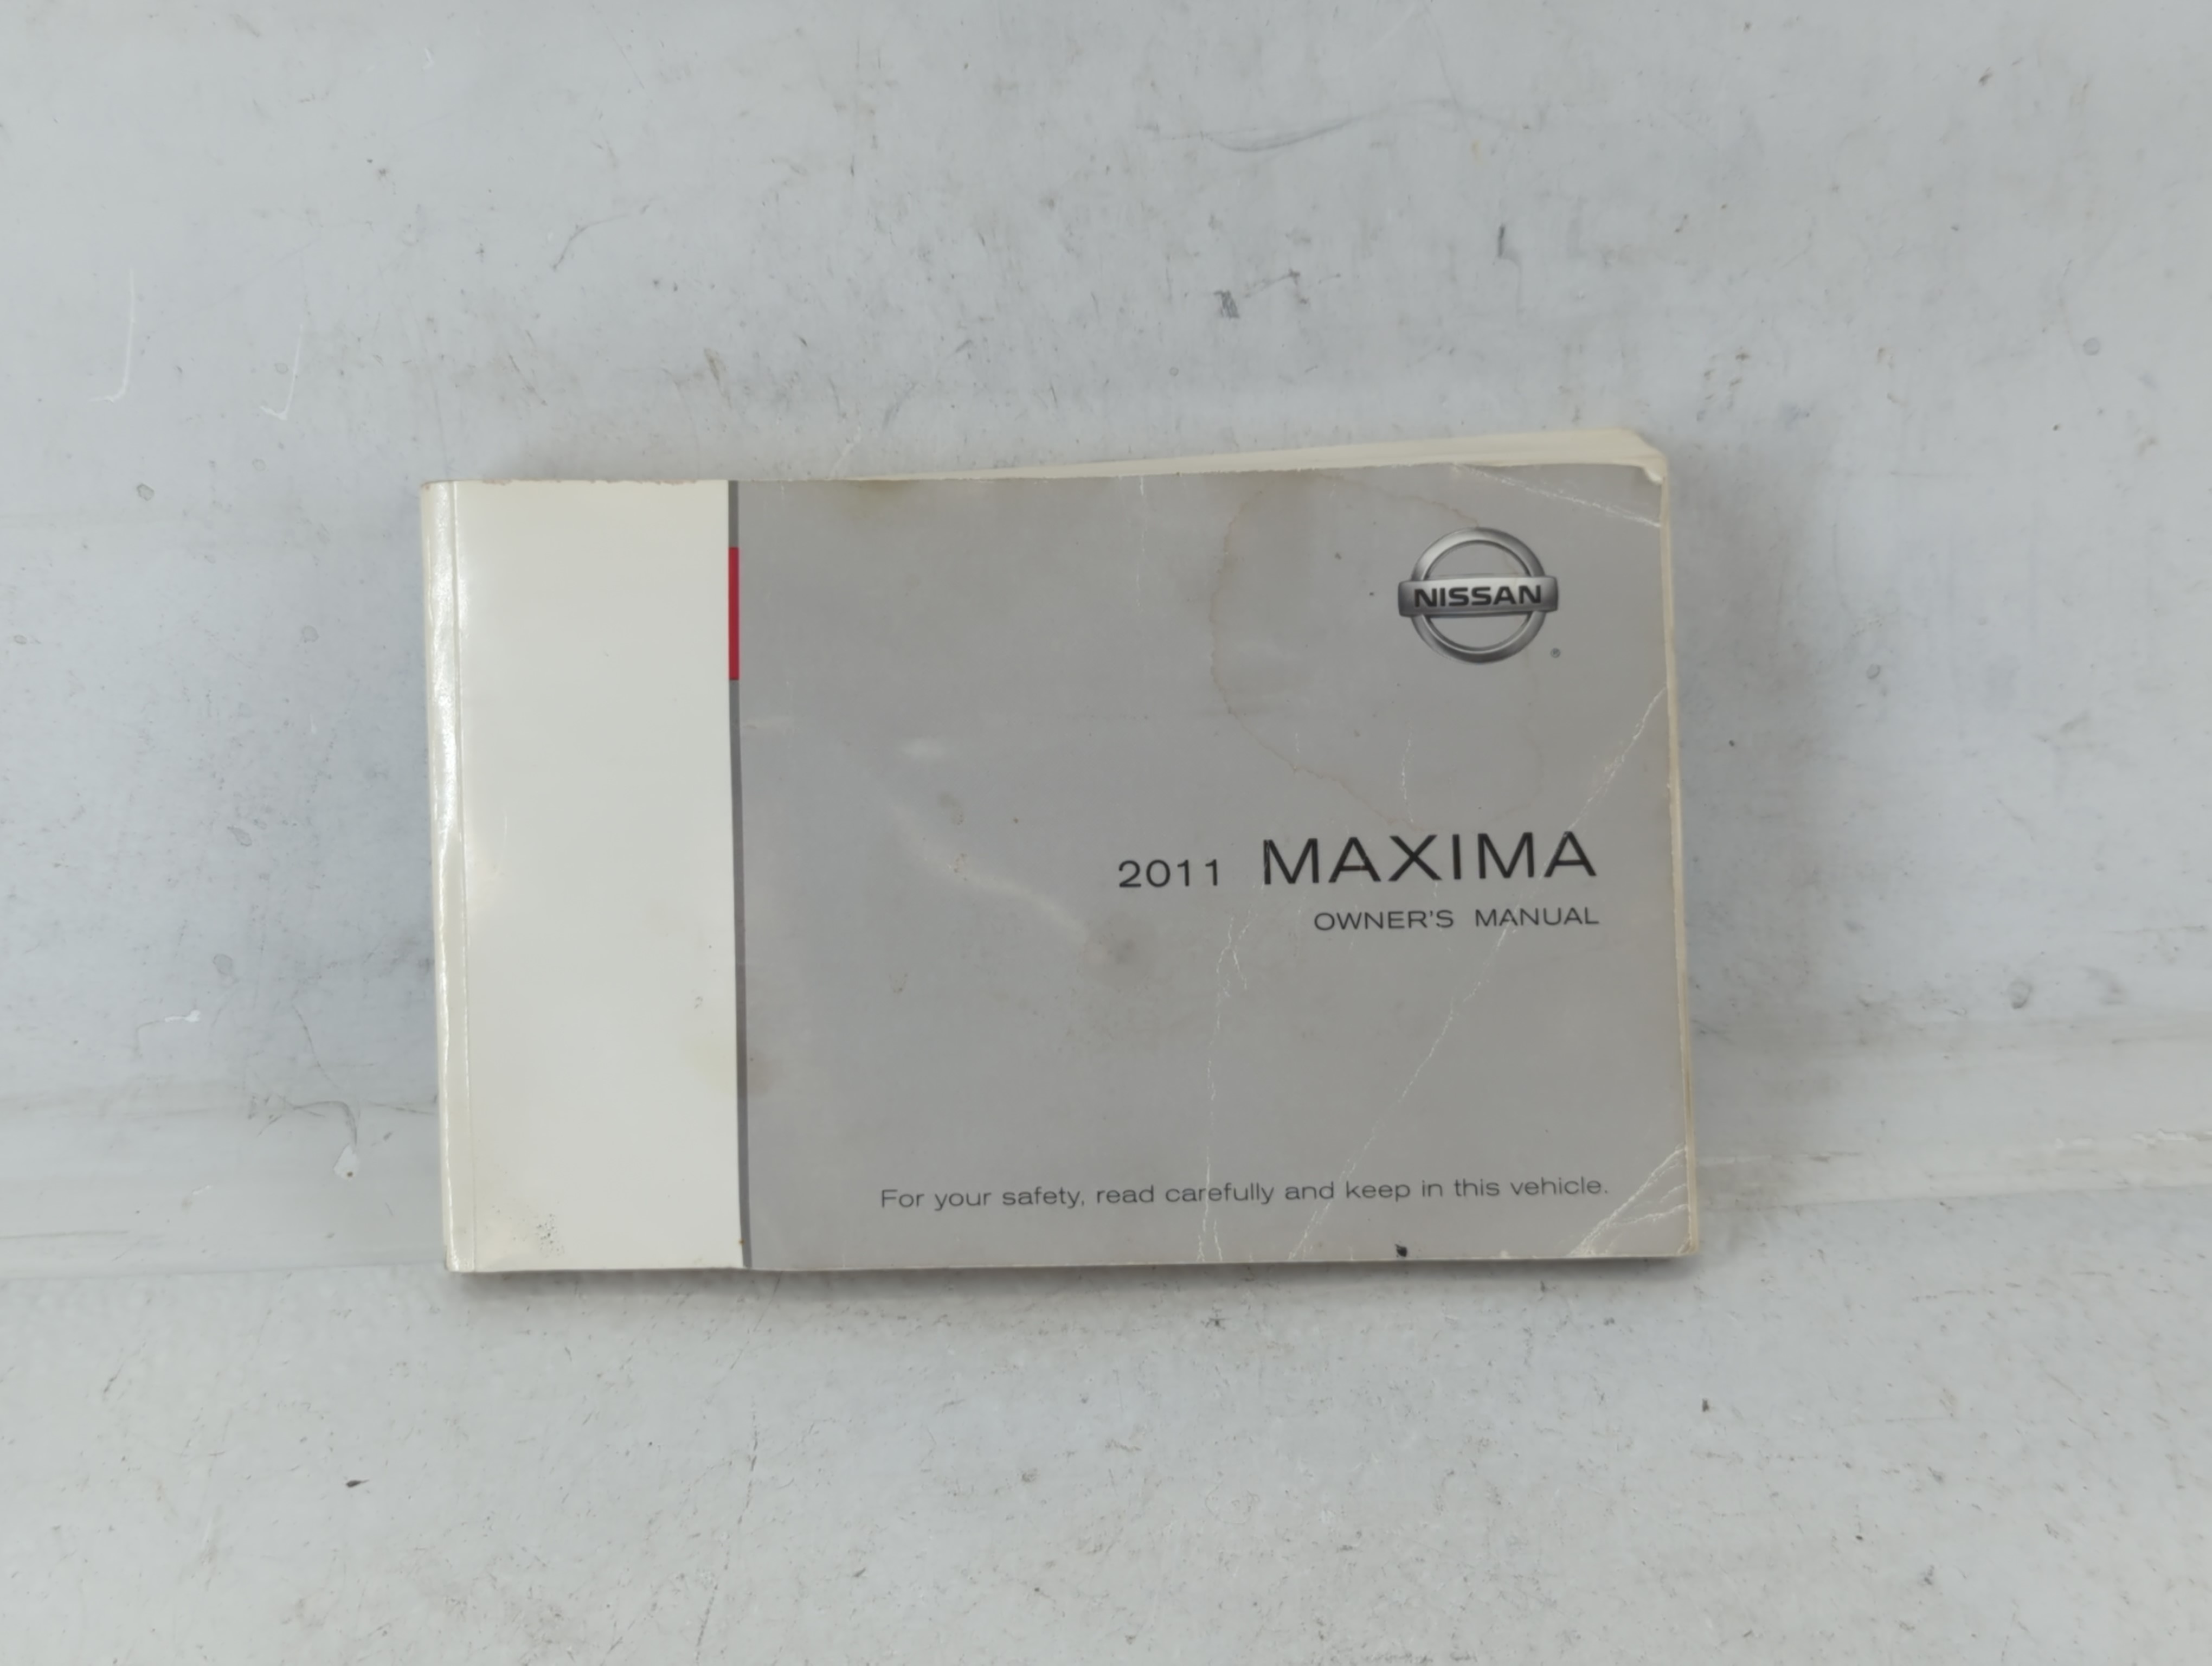 NISSAN
®
2011 MAXIMA
OWNER'S MANUAL
For your safety, read carefully and keep in this vehicle.